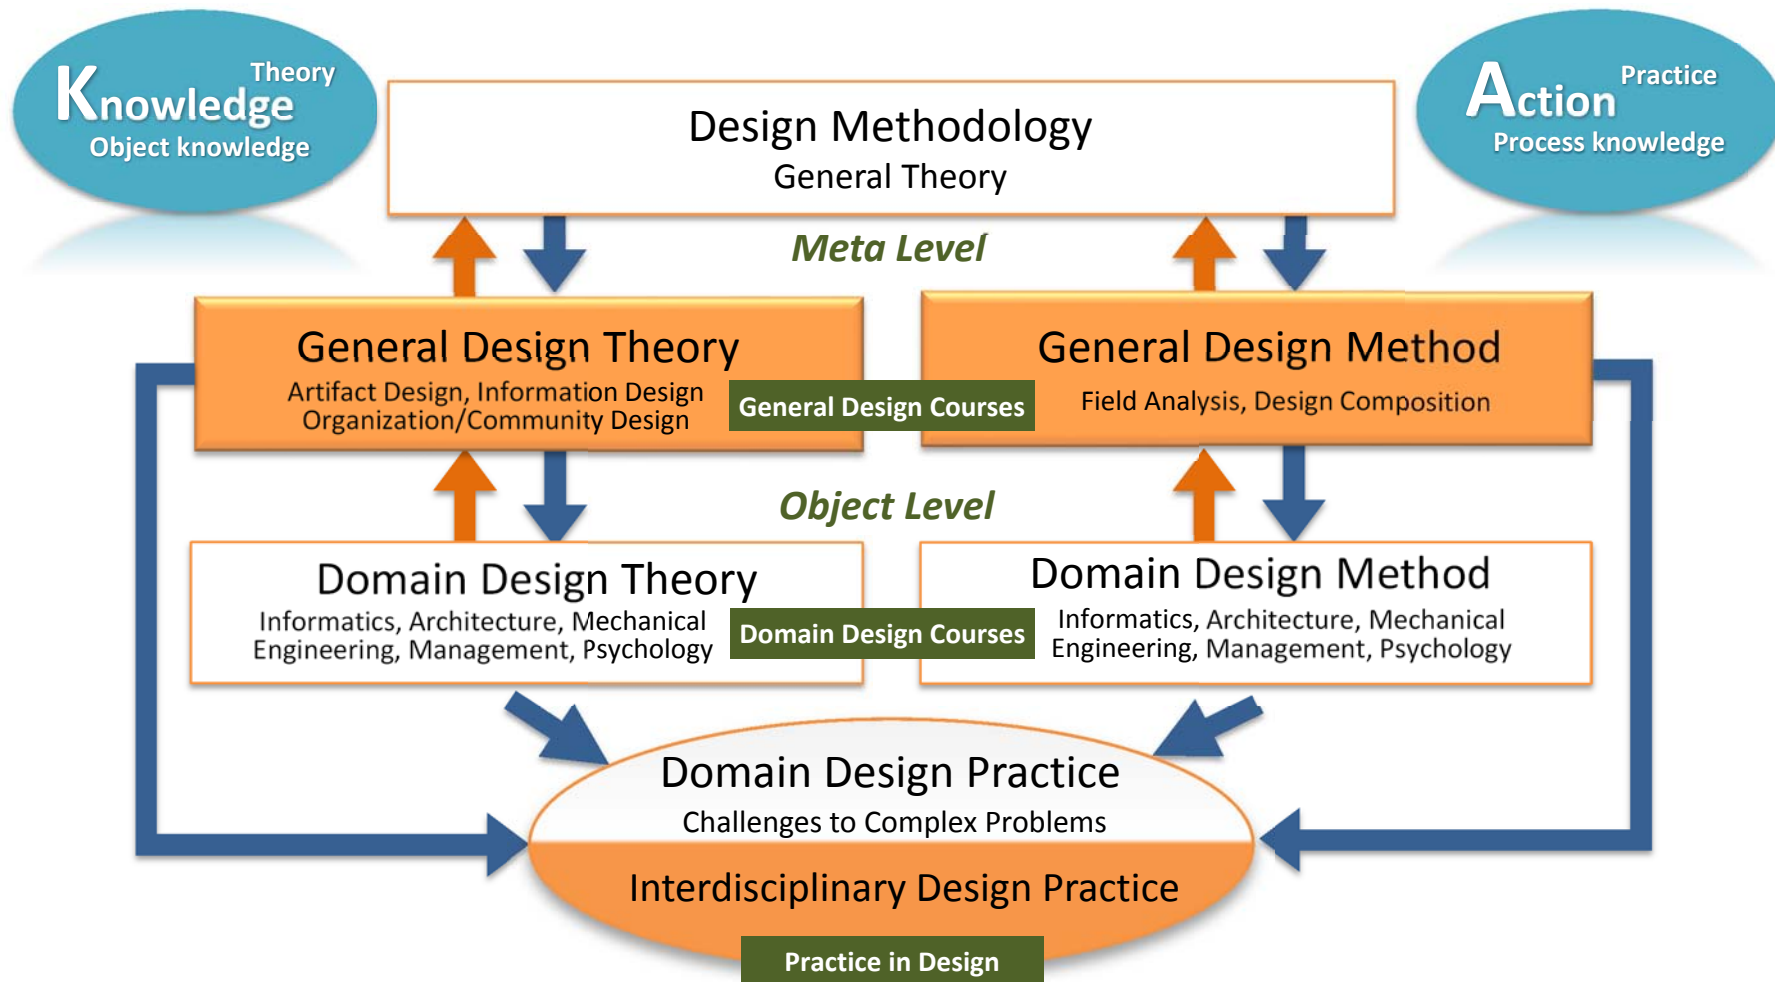 Theory
Knowledge
Object knowledge
Practice
Action
Process knowledge
Design Methodology
General Theory
Meta Level
General Design Theory
Artifact Design, Information Design
Organization/Community Design
General Design Courses
General Design Method
Field Analysis, Design Composition
Object Level
Domain Design Theory
Informatics, Architecture, Mechanical
Engineering, Management, Psychology
Domain Design Courses
Domain Design Method
Informatics, Architecture, Mechanical
Engineering, Management, Psychology
Domain Design Practice
Challenges to Complex Problems
Interdisciplinary Design Practice
Practice in Design